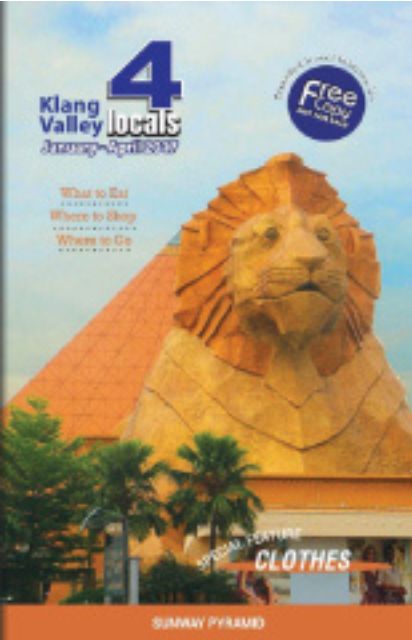 Klang
Valley
4
locals
January - April 2017
Free
Copy
What to Eat
Where to Shop
Where to Go
SPECIAL FEATURE
CLOTHES
SUNWAY PYRAMID